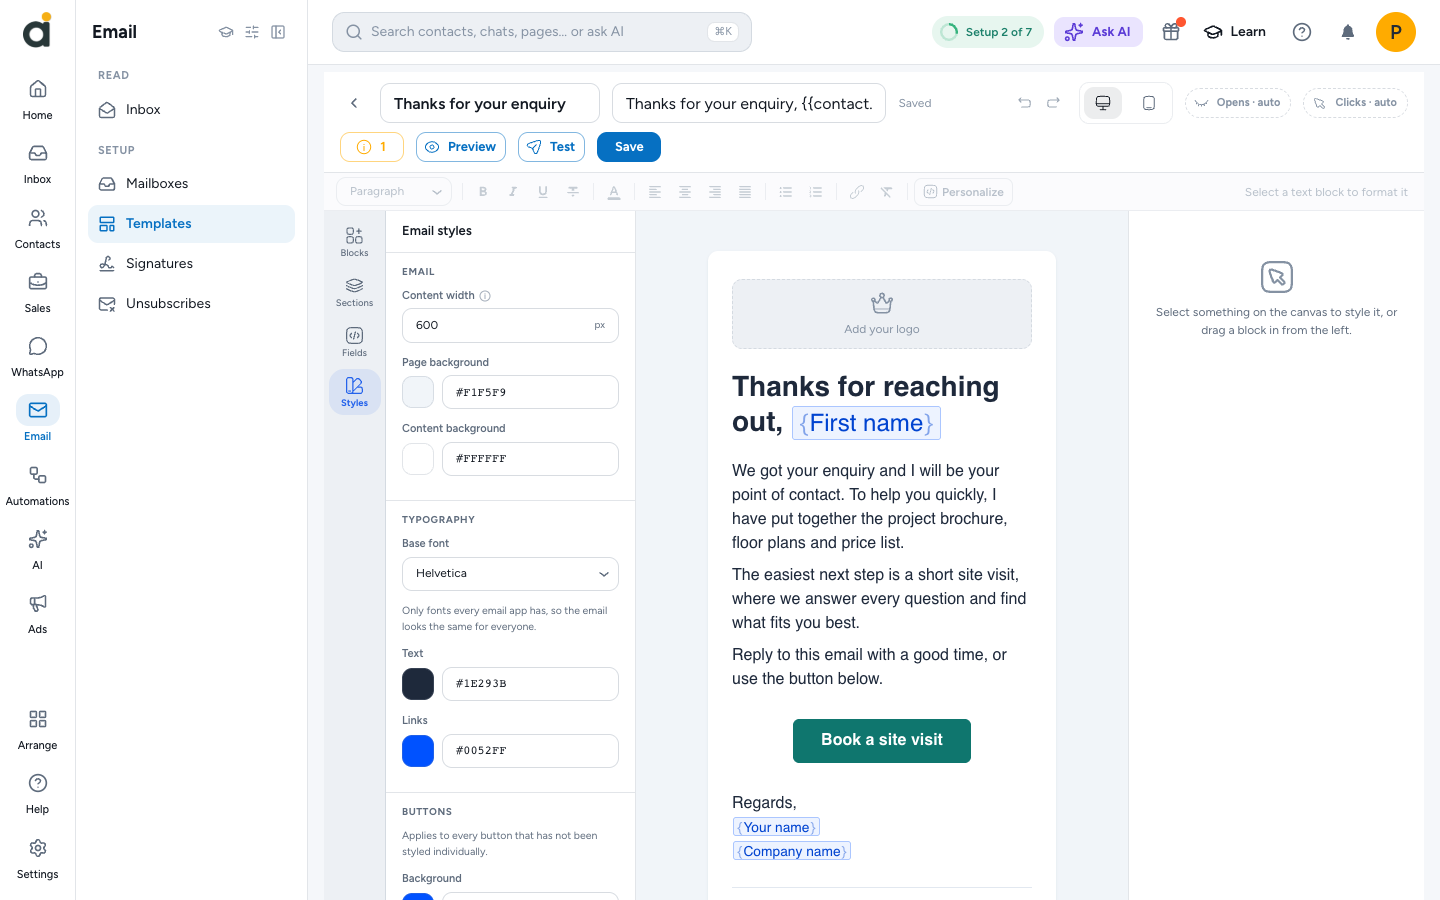 Home
Inbox
Contacts
Sales
WhatsApp
Email
Automations
AI
Ads
Arrange
Help
Settings
Email
READ
Inbox
SETUP
Mailboxes
Templates
Signatures
Unsubscribes
Search contacts, chats, pages... or ask AI
⌘K
Setup 2 of 7
Ask AI
Learn
P
Thanks for your enquiry
Thanks for your enquiry, {{contact.
Saved
Opens · auto
Clicks · auto
1
Preview
Test
Save
Paragraph
B
I
U
T
A
Personalize
Select a text block to format it
Blocks
Sections
Fields
Styles
Email styles
EMAIL
Content width
600
px
Page background
#F1F5F9
Content background
#FFFFFF
TYPOGRAPHY
Base font
Helvetica
Only fonts every email app has, so the email
looks the same for everyone.
Text
#1E293B
Links
#0052FF
BUTTONS
Applies to every button that has not been
styled individually.
Background
Add your logo
Thanks for reaching
out, {First name}
We got your enquiry and I will be your
point of contact. To help you quickly, I
have put together the project brochure,
floor plans and price list.
The easiest next step is a short site visit,
where we answer every question and find
what fits you best.
Reply to this email with a good time, or
use the button below.
Book a site visit
Regards,
{Your name}
{Company name}
Select something on the canvas to style it, or
drag a block in from the left.